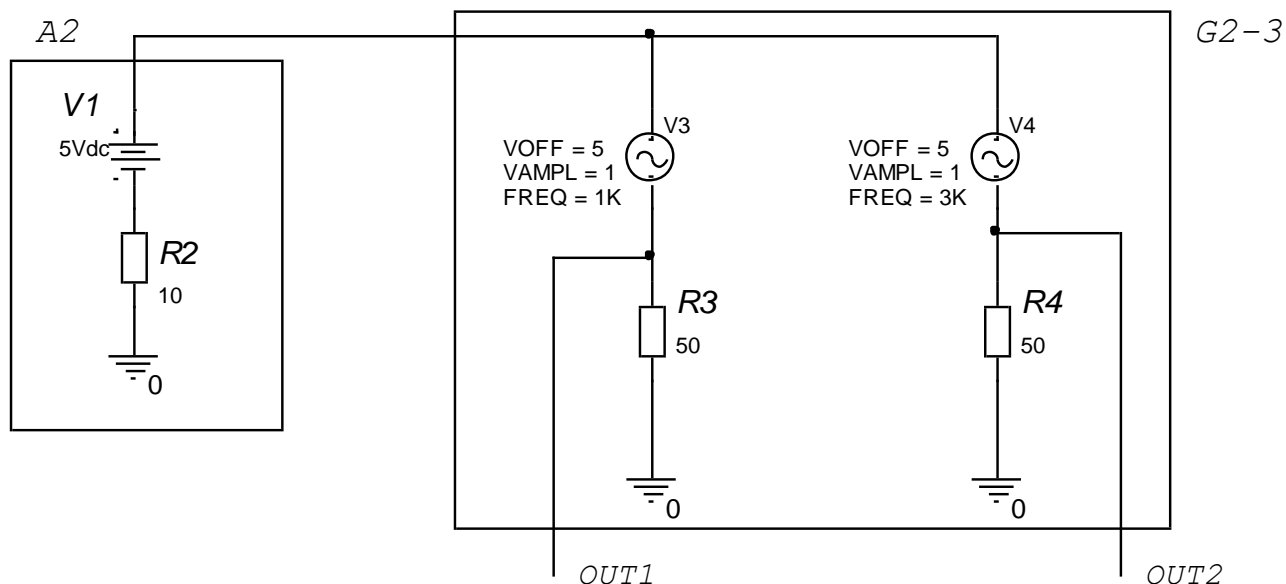 A2
G2-3
V1
5Vdc
R2
10
0
V3
VOFF = 5
VAMPL = 1
FREQ = 1K
R3
50
0
V4
VOFF = 5
VAMPL = 1
FREQ = 3K
R4
50
0
OUT1
OUT2